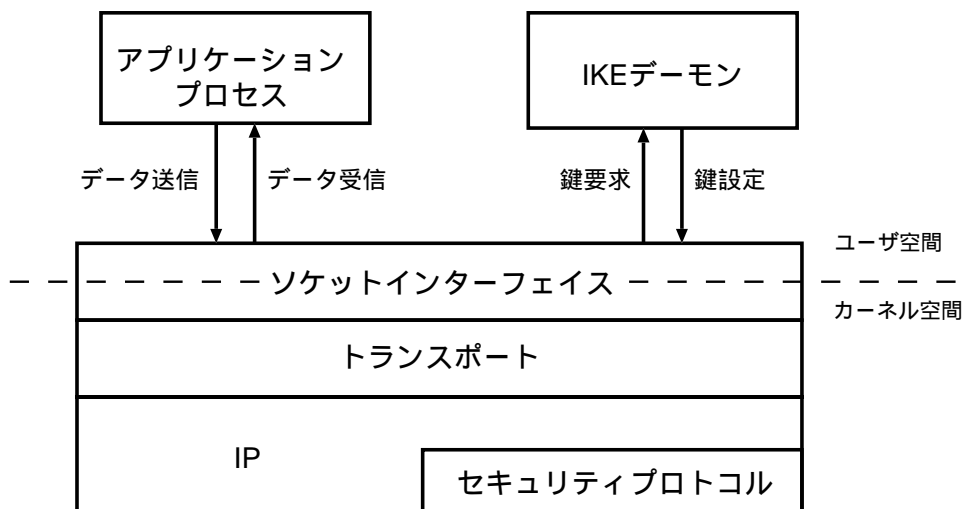 アプリケーション
プロセス
IKEデーモン
データ送信
データ受信
鍵要求
鍵設定
ユーザ空間
ソケットインターフェイス
カーネル空間
トランスポート
IP
セキュリティプロトコル